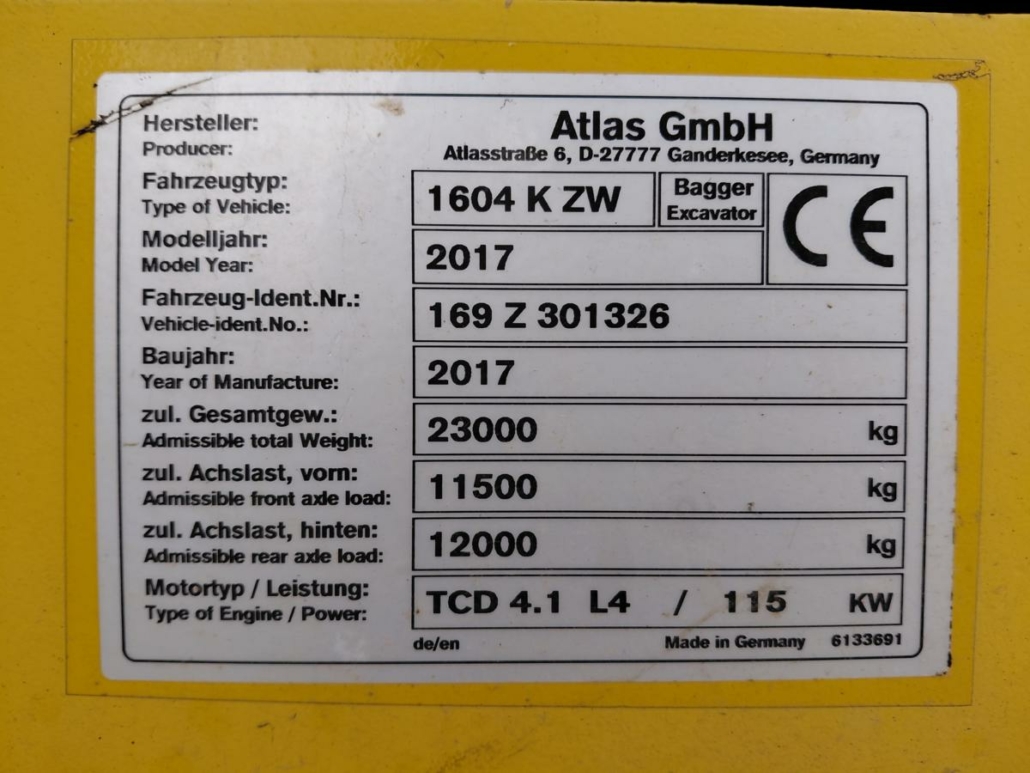 Hersteller:
Producer:
Atlas GmbH
Atlasstraße 6, D-27777 Ganderkesee, Germany
Fahrzeugtyp:
Type of Vehicle:
1604 K ZW
Bagger
Excavator
CE
Modelljahr:
Model Year:
2017
Fahrzeug-Ident.Nr.:
Vehicle-ident.No.:
169 Z 301326
Baujahr:
Year of Manufacture:
2017
zul. Gesamtgew.:
Admissible total Weight:
23000 kg
zul. Achslast, vorn:
Admissible front axle load:
11500 kg
zul. Achslast, hinten:
Admissible rear axle load:
12000 kg
Motortyp / Leistung:
Type of Engine / Power:
TCD 4.1 L4 / 115 KW
de/en
Made in Germany 6133691